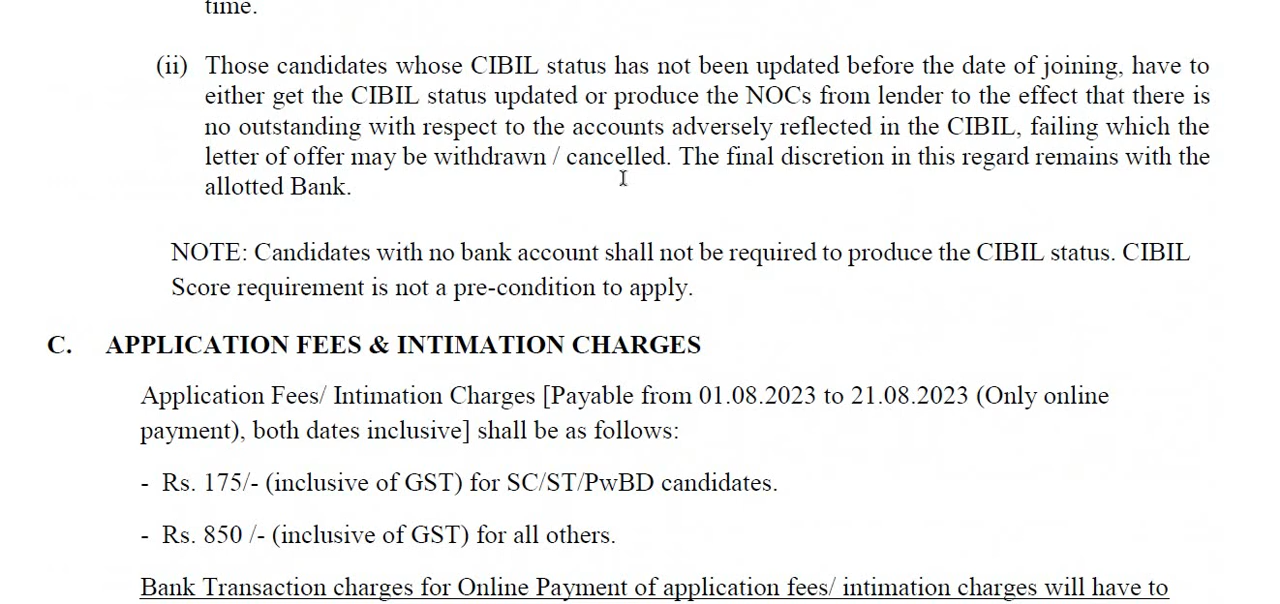 time.
(ii) Those candidates whose CIBIL status has not been updated before the date of joining, have to
either get the CIBIL status updated or produce the NOCs from lender to the effect that there is
no outstanding with respect to the accounts adversely reflected in the CIBIL, failing which the
letter of offer may be withdrawn / cancelled. The final discretion in this regard remains with the
allotted Bank.
NOTE: Candidates with no bank account shall not be required to produce the CIBIL status. CIBIL
Score requirement is not a pre-condition to apply.
C. APPLICATION FEES & INTIMATION CHARGES
Application Fees/ Intimation Charges [Payable from 01.08.2023 to 21.08.2023 (Only online
payment), both dates inclusive] shall be as follows:
- Rs. 175/- (inclusive of GST) for SC/ST/PwBD candidates.
- Rs. 850 /- (inclusive of GST) for all others.
Bank Transaction charges for Online Payment of application fees/ intimation charges will have to